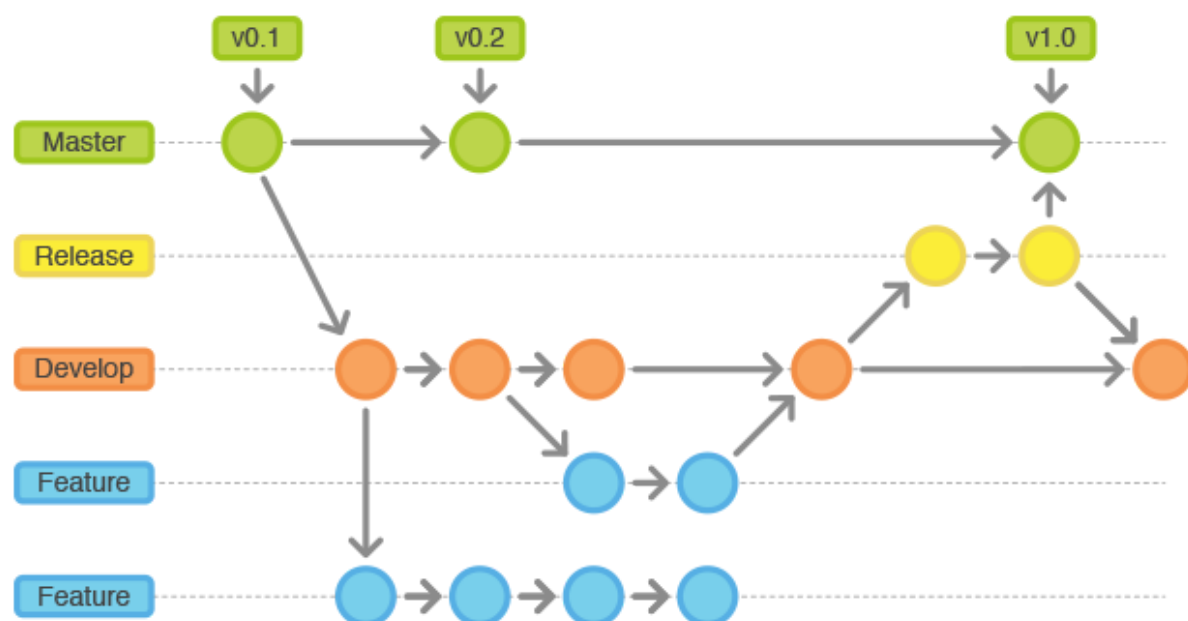 v0.1
v0.2
v1.0
Master
Release
Develop
Feature
Feature